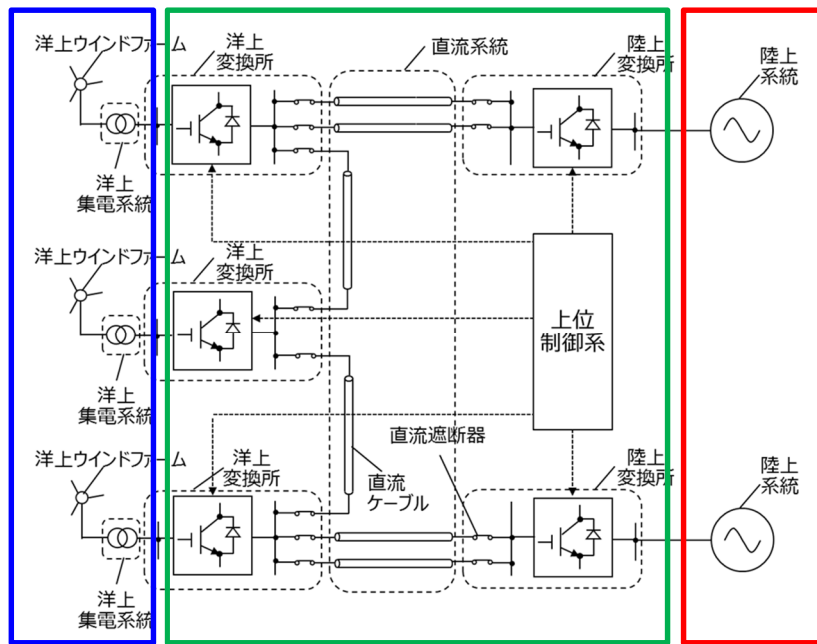 洋上ウインドファーム
洋上
変換所
直流系統
陸上
変換所
陸上
系統
洋上
集電系統
洋上ウインドファーム
洋上
変換所
上位
制御系
洋上
集電系統
直流遮断器
洋上ウインドファーム
洋上
変換所
直流
ケーブル
陸上
変換所
陸上
系統
洋上
集電系統